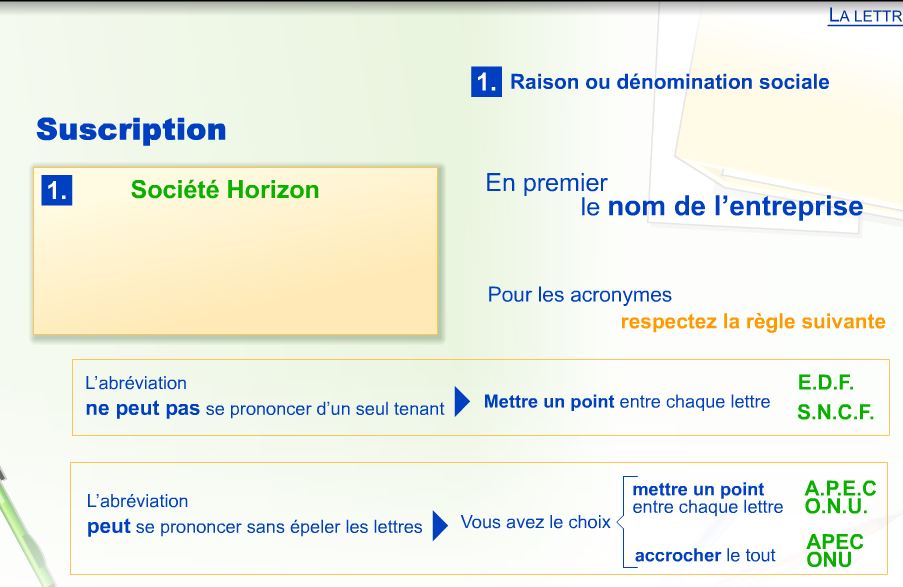 LA LETTR
1. Raison ou dénomination sociale
Suscription
1. Société Horizon
En premier
le nom de l’entreprise
Pour les acronymes
respectez la règle suivante
L’abréviation
ne peut pas se prononcer d’un seul tenant
Mettre un point entre chaque lettre
E.D.F.
S.N.C.F.
L’abréviation
peut se prononcer sans épeler les lettres
Vous avez le choix
mettre un point
entre chaque lettre
A.P.E.C
O.N.U.
accrocher le tout
APEC
ONU